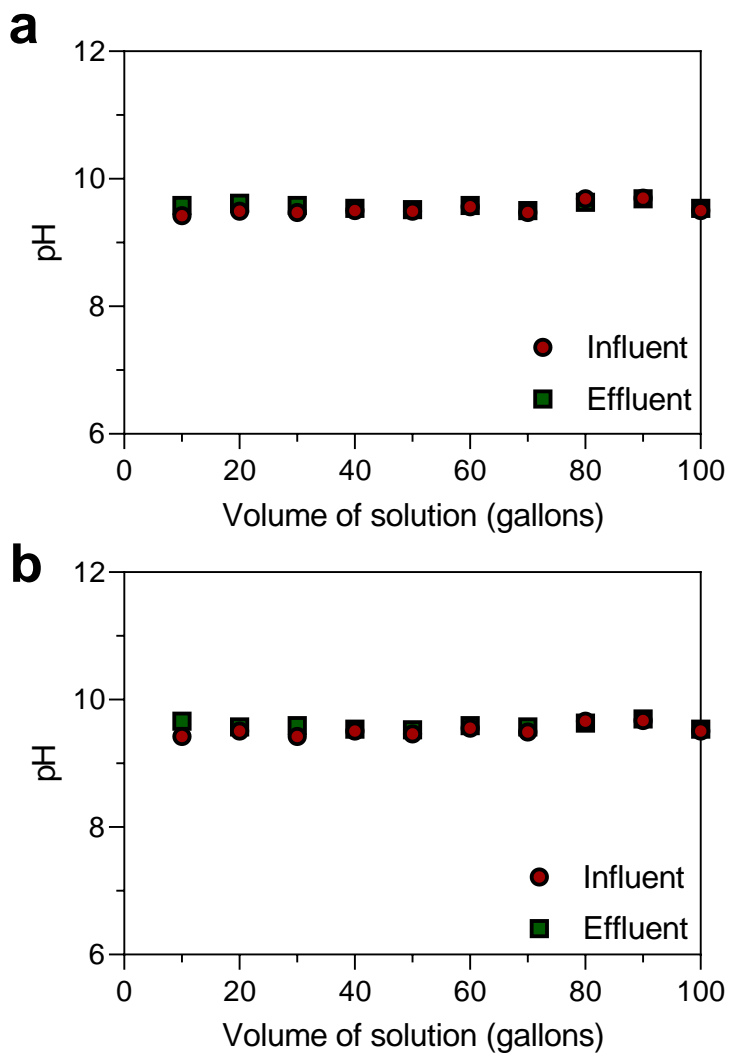 a
12
10
8
6
pH
0 20 40 60 80 100
Volume of solution (gallons)
Influent
Effluent
b
12
10
8
6
pH
0 20 40 60 80 100
Volume of solution (gallons)
Influent
Effluent